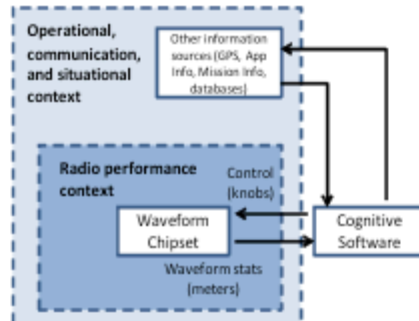 Operational,
communication,
and situational
context
Other information
sources (GPS, App
Info, Mission Info,
databases)
Radio performance
context
Control
(knobs)
Waveform
Chipset
Cognitive
Software
Waveform stats
(meters)